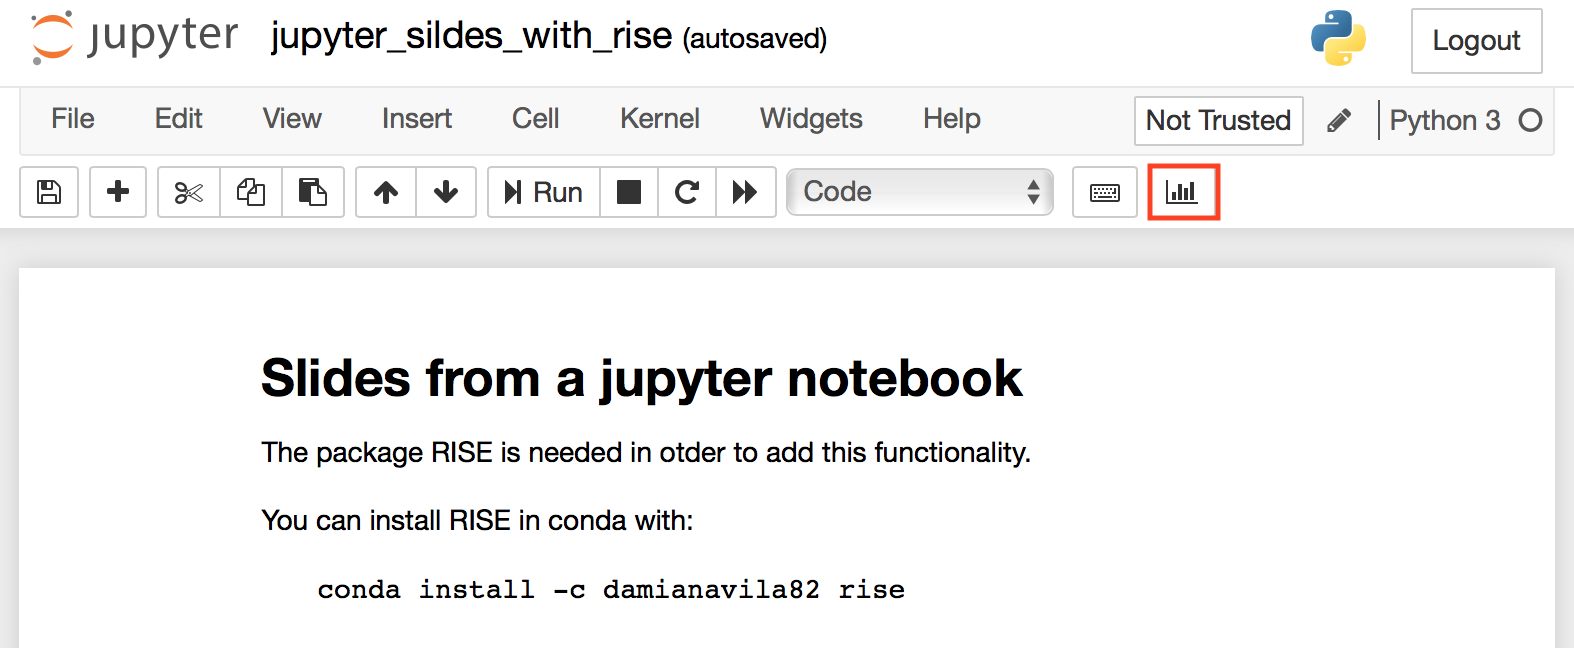 jupyter jupyter_sildes_with_rise (autosaved) Logout
File Edit View Insert Cell Kernel Widgets Help Not Trusted Python 3
Run Code
Slides from a jupyter notebook
The package RISE is needed in otder to add this functionality.
You can install RISE in conda with:
conda install -c damianavila82 rise